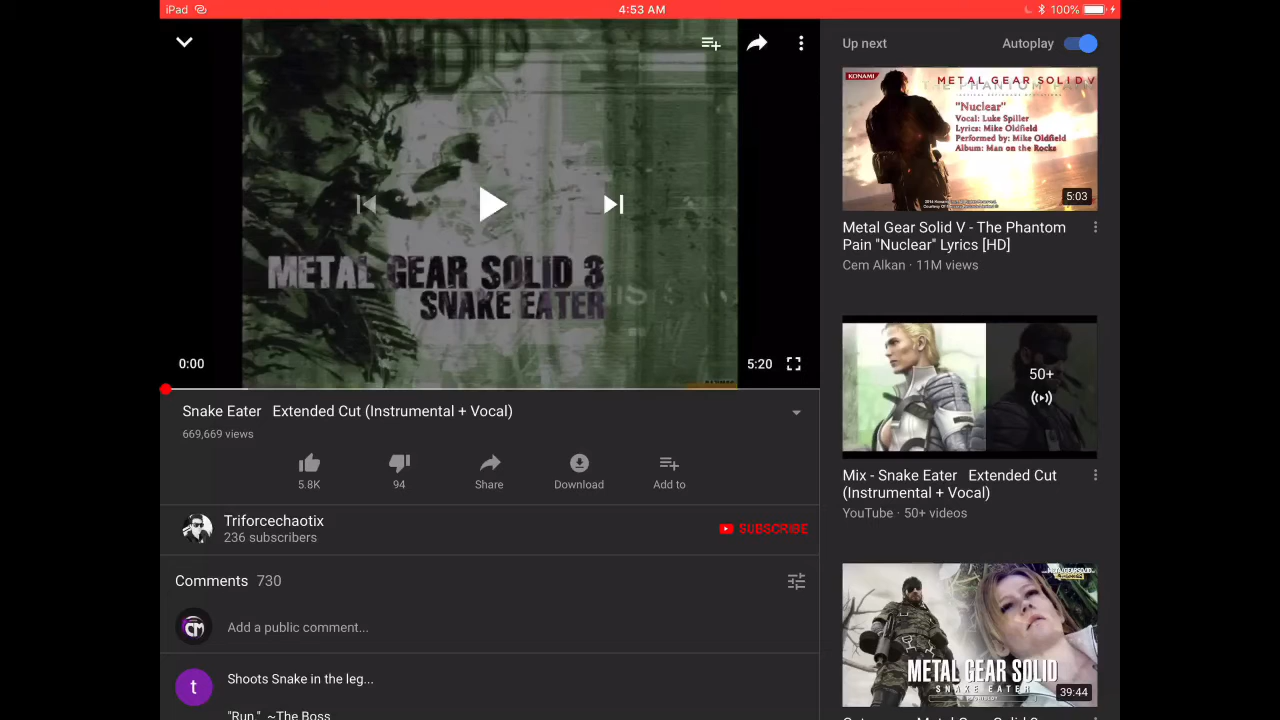 iPad
4:53 AM
100%
Up next
Autoplay
METAL GEAR SOLID 3
SNAKE EATER
0:00
5:20
Snake Eater   Extended Cut (Instrumental + Vocal)
669,669 views
5.8K
94
Share
Download
Add to
Triforcechaotix
236 subscribers
SUBSCRIBE
Comments 730
Add a public comment...
t
Shoots Snake in the leg...
"Run." ~The Boss
KONAMI
METAL GEAR SOLID V
THE PHANTOM PAIN
"Nuclear"
Vocal: Luke Spiller
Lyrics: Mike Oldfield
Performed by: Mike Oldfield
Album: Man on the Rocks
5:03
Metal Gear Solid V - The Phantom
Pain "Nuclear" Lyrics [HD]
Cem Alkan · 11M views
50+
Mix - Snake Eater   Extended Cut
(Instrumental + Vocal)
YouTube · 50+ videos
METAL GEAR SOLID
SNAKE EATER
39:44